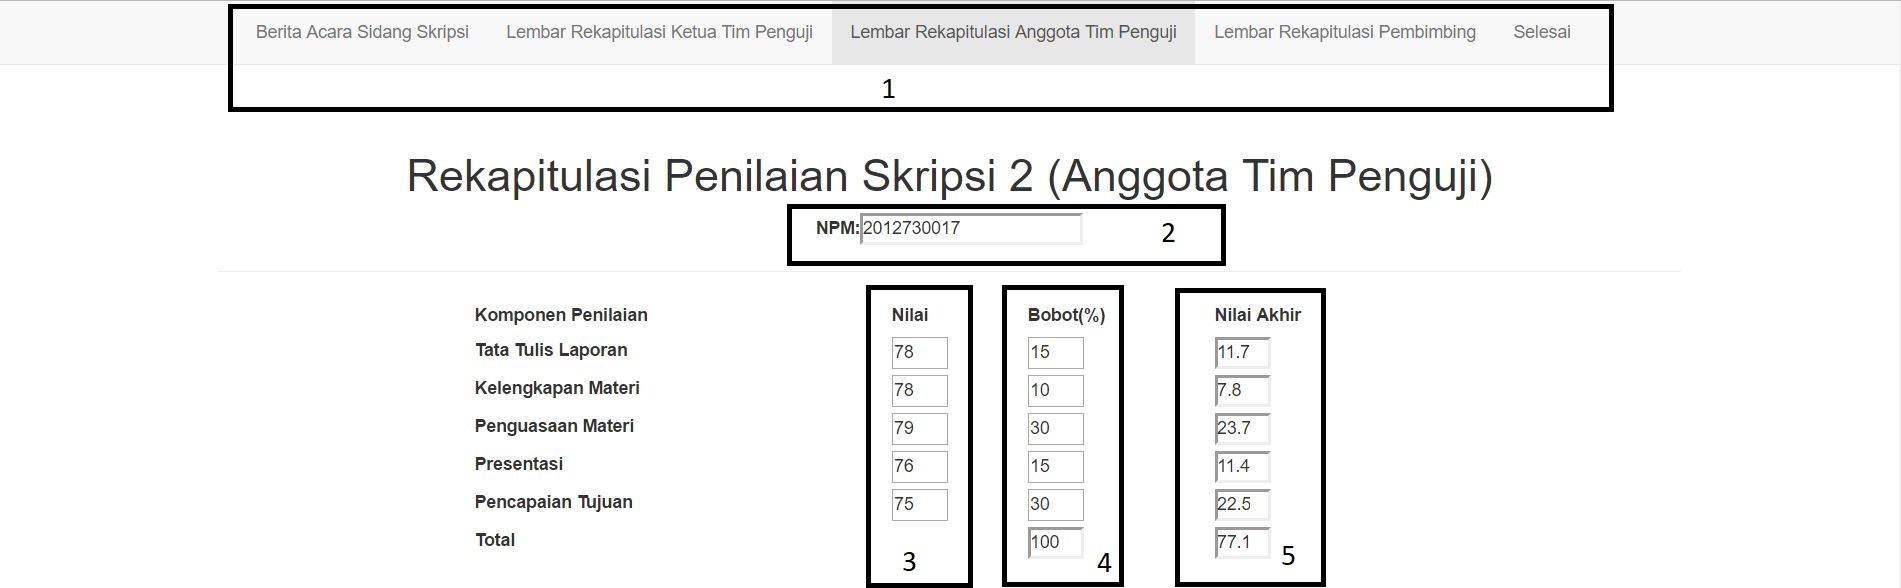 Berita Acara Sidang Skripsi Lembar Rekapitulasi Ketua Tim Penguji Lembar Rekapitulasi Anggota Tim Penguji Lembar Rekapitulasi Pembimbing Selesai
1
Rekapitulasi Penilaian Skripsi 2 (Anggota Tim Penguji)
NPM: 2012730017 2
Komponen Penilaian Nilai Bobot(%) Nilai Akhir
Tata Tulis Laporan 78 15 11.7
Kelengkapan Materi 78 10 7.8
Penguasaan Materi 79 30 23.7
Presentasi 76 15 11.4
Pencapaian Tujuan 75 30 22.5
Total 100 77.1
3 4 5